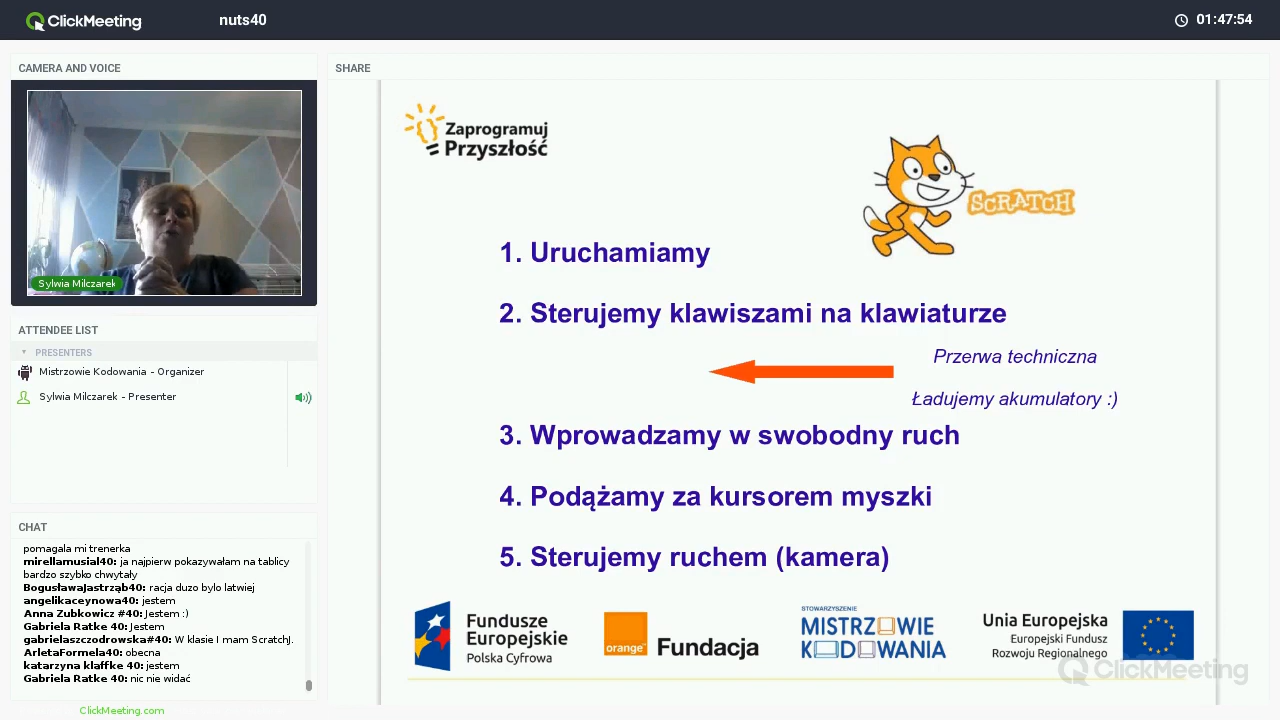 ClickMeeting
nuts40
01:47:54
CAMERA AND VOICE
Sylwia Milczarek
ATTENDEE LIST
PRESENTERS
Mistrzowie Kodowania - Organizer
Sylwia Milczarek - Presenter
CHAT
pomagala mi trenerka
mirellamusial40: ja najpierw pokazywałam na tablicy
bardzo szybko chwytały
BogusławaJastrząb40: racja duzo bylo latwiej
angelikaceynowa40: jestem
Anna Zubkowicz #40: Jestem :)
Gabriela Ratke 40: Jestem
gabrielaszczodrowska#40: W klasie I mam ScratchJ.
ArletaFormela40: obecna
katarzyna klaffke 40: jestem
Gabriela Ratke 40: nic nie widać
ClickMeeting.com
SHARE
Zaprogramuj
Przyszłość
SCRATCH
1. Uruchamiamy
2. Sterujemy klawiszami na klawiaturze
Przerwa techniczna
Ładujemy akumulatory :)
3. Wprowadzamy w swobodny ruch
4. Podążamy za kursorem myszki
5. Sterujemy ruchem (kamera)
Fundusze
Europejskie
Polska Cyfrowa
orange
Fundacja
STOWARZYSZENIE
MISTRZOWIE
KODOWANIA
Unia Europejska
Europejski Fundusz
Rozwoju Regionalnego
ClickMeeting